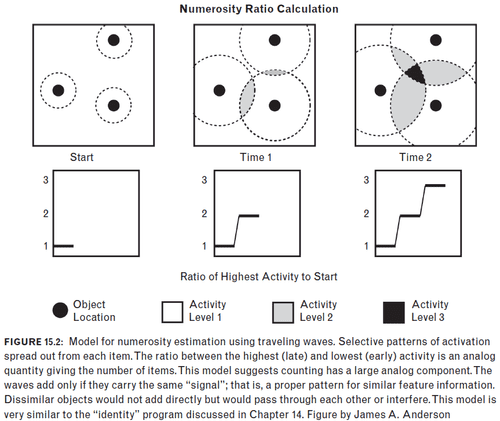 Numerosity Ratio Calculation
Start
Time 1
Time 2
3
2
1
3
2
1
3
2
1
Ratio of Highest Activity to Start
Object Location
Activity Level 1
Activity Level 2
Activity Level 3
FIGURE 15.2: Model for numerosity estimation using traveling waves. Selective patterns of activation
spread out from each item. The ratio between the highest (late) and lowest (early) activity is an analog
quantity giving the number of items. This model suggests counting has a large analog component. The
waves add only if they carry the same “signal”; that is, a proper pattern for similar feature information.
Dissimilar objects would not add directly but would pass through each other or interfere. This model is
very similar to the “identity” program discussed in Chapter 14. Figure by James A. Anderson